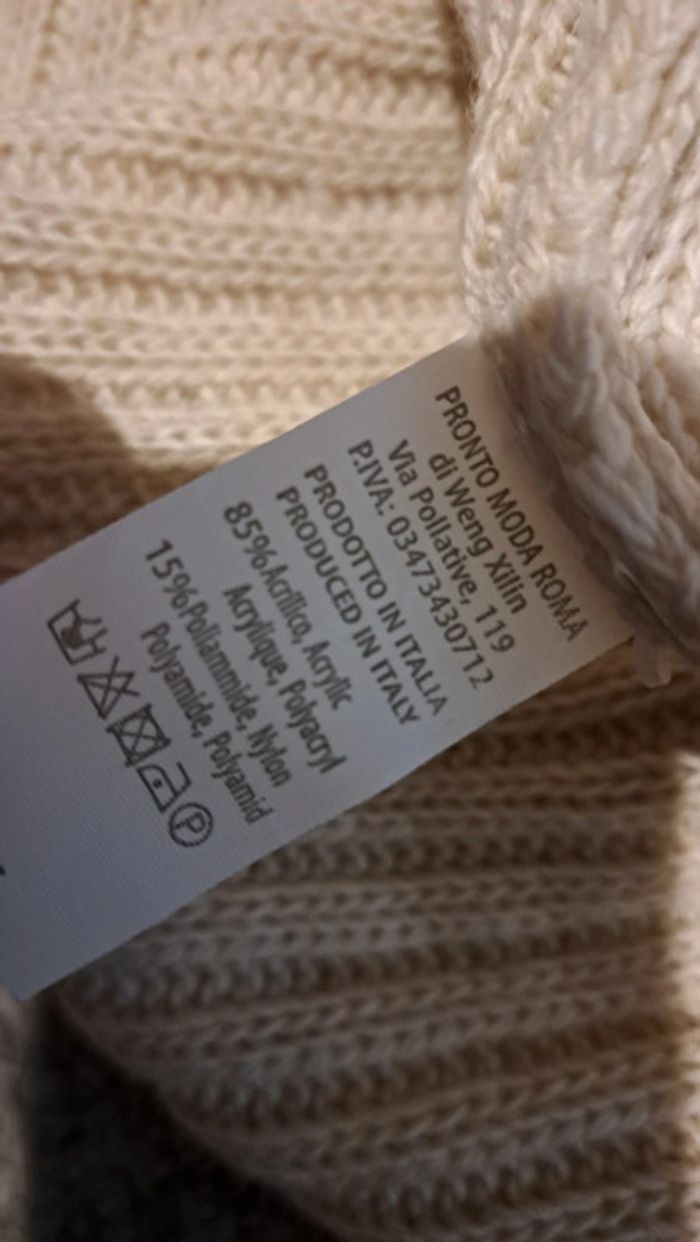 PRONTO MODA ROMA
di Weng Xilin
Via Pollative, 119
P.IVA: 03473430712
PRODOTTO IN ITALIA
PRODUCED IN ITALY
85%Acrilico, Acrylic
Acrylique, Polyacryl
15%Poliammide, Nylon
Polyamide, Polyamid
P